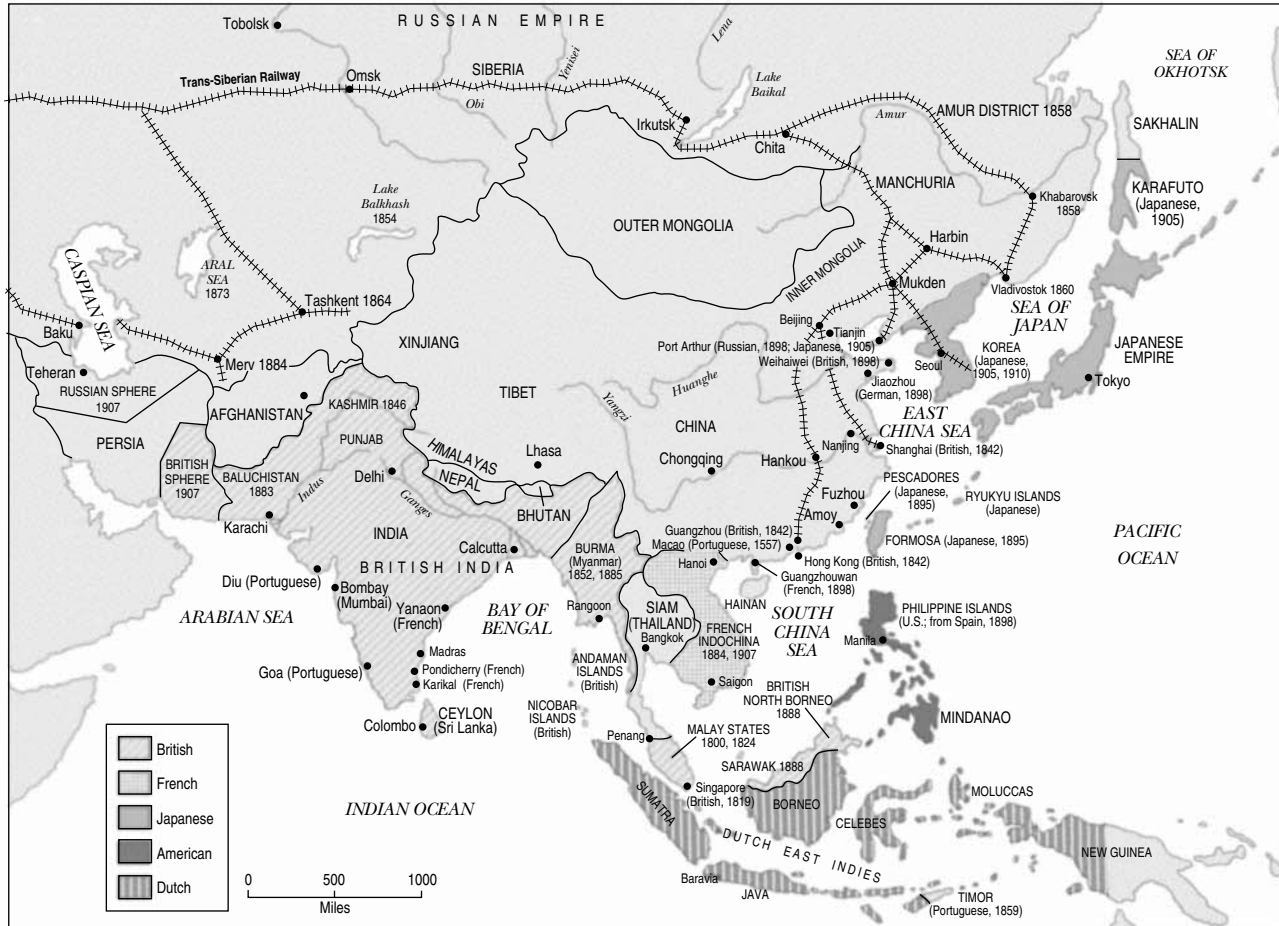 RUSSIAN EMPIRE
Tobolsk
Lena
SEA OF
OKHOTSK
Trans-Siberian Railway
Omsk
SIBERIA
Yenisei
Obi
Lake
Baikal
Irkutsk
Chita
Amur
AMUR DISTRICT 1858
SAKHALIN
Lake
Balkhash
1854
OUTER MONGOLIA
MANCHURIA
Khabarovsk
1858
KARAFUTO
(Japanese,
1905)
CASPIAN SEA
ARAL
SEA
1873
INNER MONGOLIA
Harbin
Mukden
Vladivostok 1860
SEA OF
JAPAN
Baku
Tashkent 1864
Beijing
Tianjin
Port Arthur (Russian, 1898; Japanese, 1905)
Weihaiwei (British, 1898)
KOREA
(Japanese,
1905, 1910)
JAPANESE
EMPIRE
XINJIANG
Teheran
Merv 1884
RUSSIAN SPHERE
1907
Seoul
Jiaozhou
(German, 1898)
Tokyo
AFGHANISTAN
KASHMIR 1846
TIBET
Yangzi
Huanghe
PERSIA
PUNJAB
CHINA
EAST
CHINA SEA
BRITISH
SPHERE
1907
BALUCHISTAN
1883
Indus
Delhi
HIMALAYAS
NEPAL
Lhasa
Chongqing
Hankou
Nanjing
Shanghai (British, 1842)
Ganges
BHUTAN
PESCADORES
(Japanese,
1895)
RYUKYU ISLANDS
(Japanese)
Karachi
Fuzhou
Amoy
INDIA
Calcutta
BURMA
(Myanmar)
1852, 1885
Guangzhou (British, 1842)
Macao (Portuguese, 1557)
FORMOSA (Japanese, 1895)
PACIFIC
OCEAN
Hanoi
Hong Kong (British, 1842)
BRITISH INDIA
Diu (Portuguese)
Bombay
(Mumbai)
Guangzhouwan
(French, 1898)
HAINAN
ARABIAN SEA
Yanaon
(French)
BAY OF
BENGAL
Rangoon
SIAM
(THAILAND)
Bangkok
SOUTH
CHINA
SEA
PHILIPPINE ISLANDS
(U.S.; from Spain, 1898)
FRENCH
INDOCHINA
1884, 1907
Manila
Madras
Goa (Portuguese)
Pondicherry (French)
Karikal (French)
ANDAMAN
ISLANDS
(British)
Saigon
BRITISH
NORTH BORNEO
1888
NICOBAR
ISLANDS
(British)
MINDANAO
Colombo
CEYLON
(Sri Lanka)
Penang
MALAY STATES
1800, 1824
SARAWAK 1888
Singapore
(British, 1819)
INDIAN OCEAN
SUMATRA
BORNEO
CELEBES
MOLUCCAS
DUTCH EAST INDIES
NEW GUINEA
Baravia
JAVA
TIMOR
(Portuguese, 1859)
British
French
Japanese
American
Dutch
0 500 1000
Miles